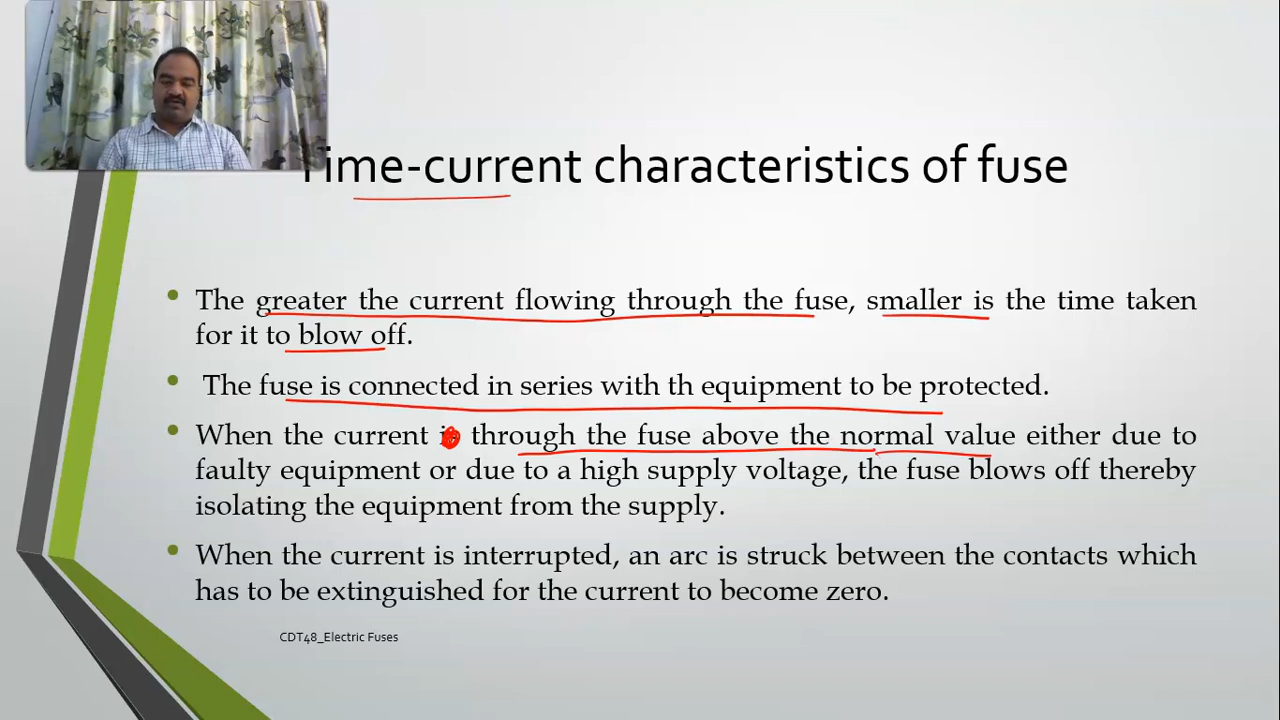 Time-current characteristics of fuse
• The greater the current flowing through the fuse, smaller is the time taken
for it to blow off.
• The fuse is connected in series with th equipment to be protected.
• When the current is through the fuse above the normal value either due to
faulty equipment or due to a high supply voltage, the fuse blows off thereby
isolating the equipment from the supply.
• When the current is interrupted, an arc is struck between the contacts which
has to be extinguished for the current to become zero.
CDT48_Electric Fuses